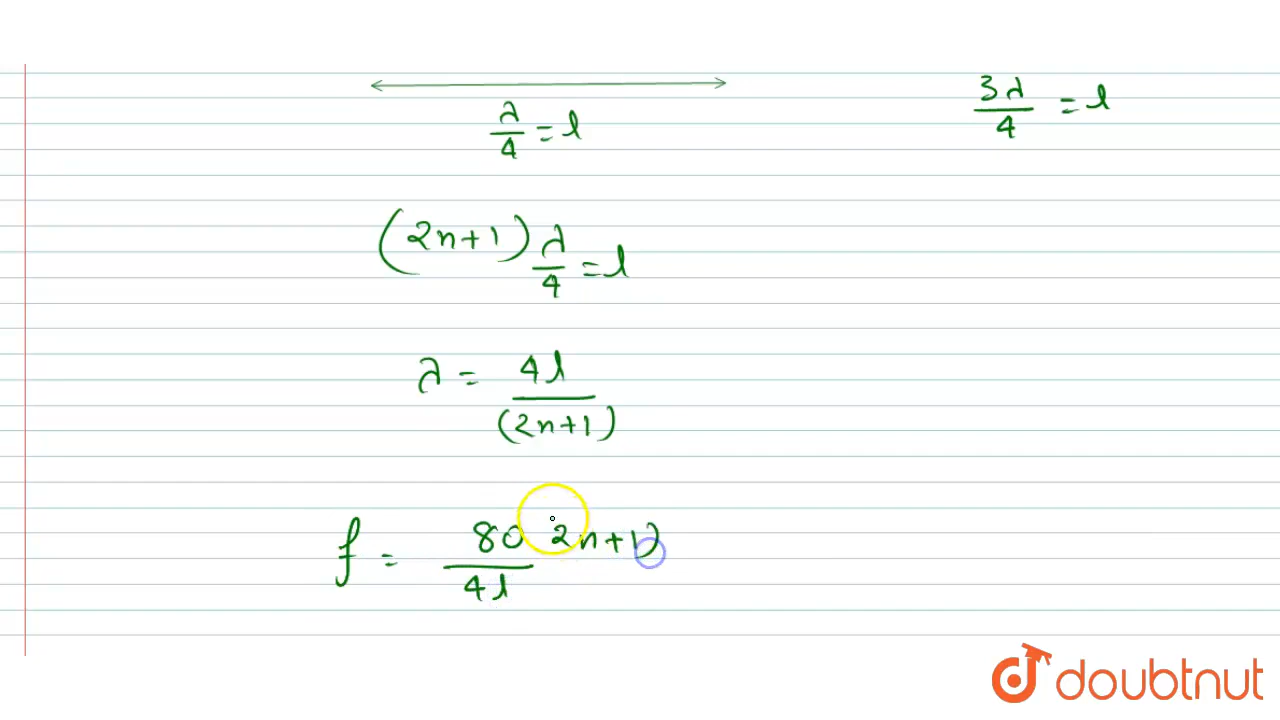 λ/4 = l
3λ/4 = l
(2n+1) λ/4 = l
λ = 4l/(2n+1)
f = 80/4l 2n+1)
doubtnut